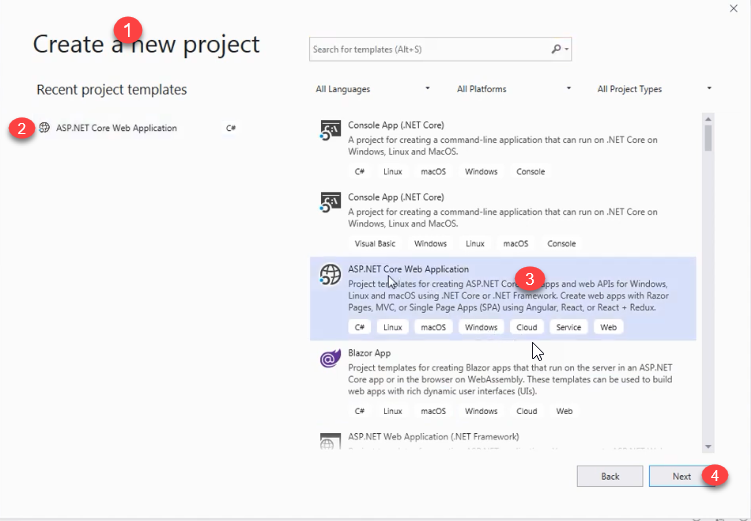 1
Create a new project
Search for templates (Alt+S)
Recent project templates
All Languages
All Platforms
All Project Types
2
ASP.NET Core Web Application
C#
Console App (.NET Core)
A project for creating a command-line application that can run on .NET Core on
Windows, Linux and MacOS.
C# Linux macOS Windows Console
Console App (.NET Core)
A project for creating a command-line application that can run on .NET Core on
Windows, Linux and MacOS.
Visual Basic Windows Linux macOS Console
ASP.NET Core Web Application
3
Project templates for creating ASP.NET Core apps and web APIs for Windows,
Linux and macOS using .NET Core or .NET Framework. Create web apps with Razor
Pages, MVC, or Single Page Apps (SPA) using Angular, React, or React + Redux.
C# Linux macOS Windows Cloud Service Web
Blazor App
Project templates for creating Blazor apps that that run on the server in an ASP.NET
Core app or in the browser on WebAssembly. These templates can be used to build
web apps with rich dynamic user interfaces (UIs).
C# Linux macOS Windows Cloud Web
ASP.NET Web Application (.NET Framework)
Back
Next
4